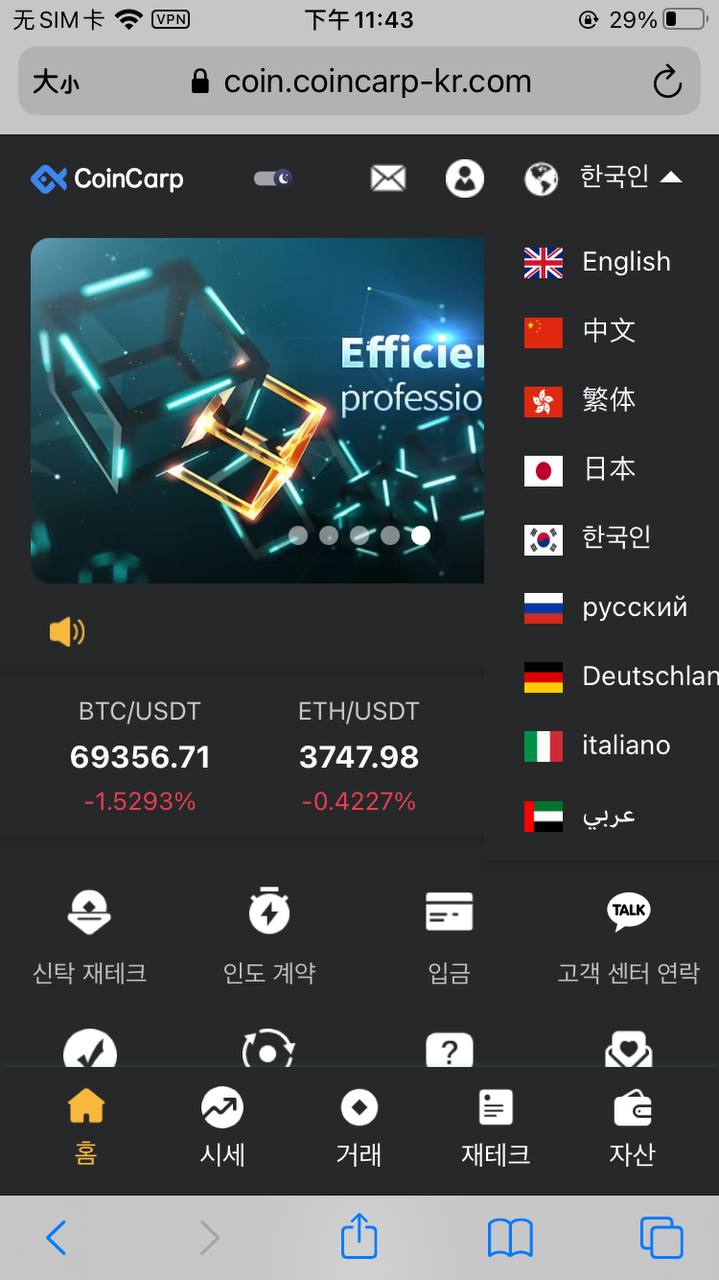 无SIM卡 VPN 下午11:43 29%
大小 coin.coincarp-kr.com
CoinCarp 한국인
English
中文
繁体
日本
한국인
русский
Deutschlan
italiano
عربي
Efficien
professio
BTC/USDT ETH/USDT
69356.71 3747.98
-1.5293% -0.4227%
TALK
신탁 재테크 인도 계약 입금 고객 센터 연락
?
홈 시세 거래 재테크 자산